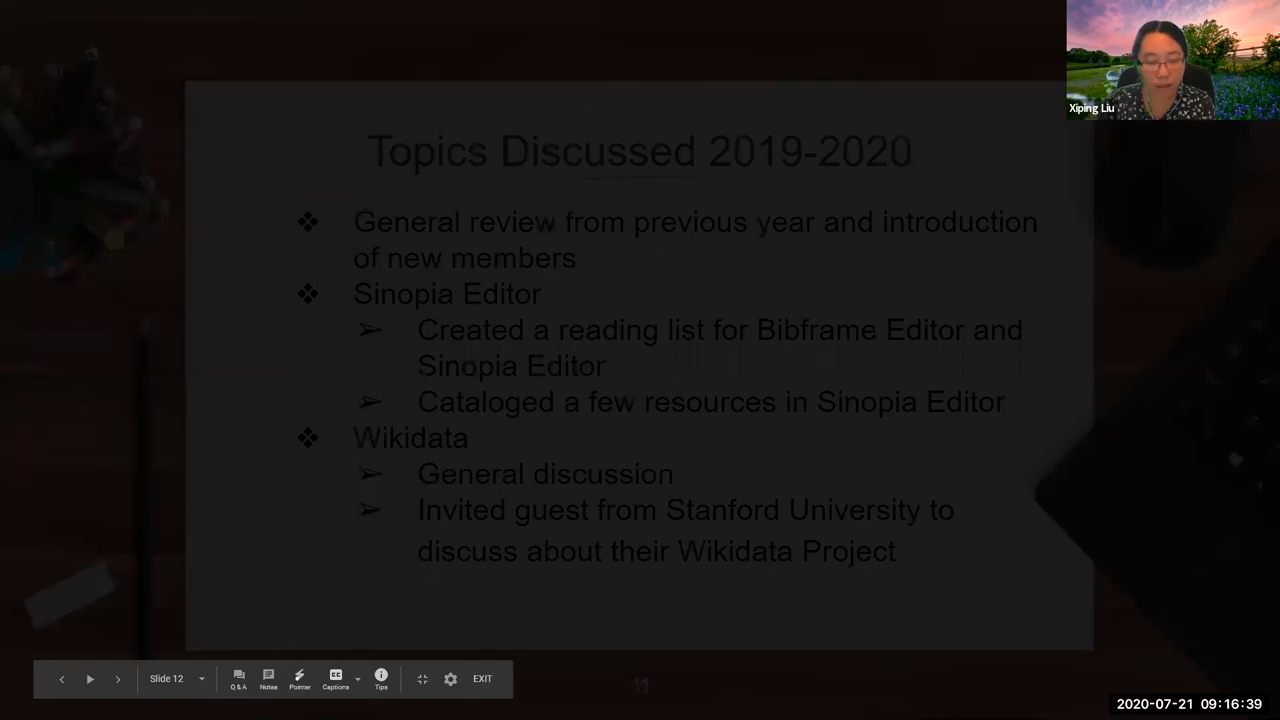 Xiping Liu
Topics Discussed 2019-2020
❖ General review from previous year and introduction
of new members
❖ Sinopia Editor
➢ Created a reading list for Bibframe Editor and
Sinopia Editor
➢ Cataloged a few resources in Sinopia Editor
❖ Wikidata
➢ General discussion
➢ Invited guest from Stanford University to
discuss about their Wikidata Project
Slide 12
Q & A Notes Pointer Captions Tips EXIT
CC
11
2020-07-21 09:16:39